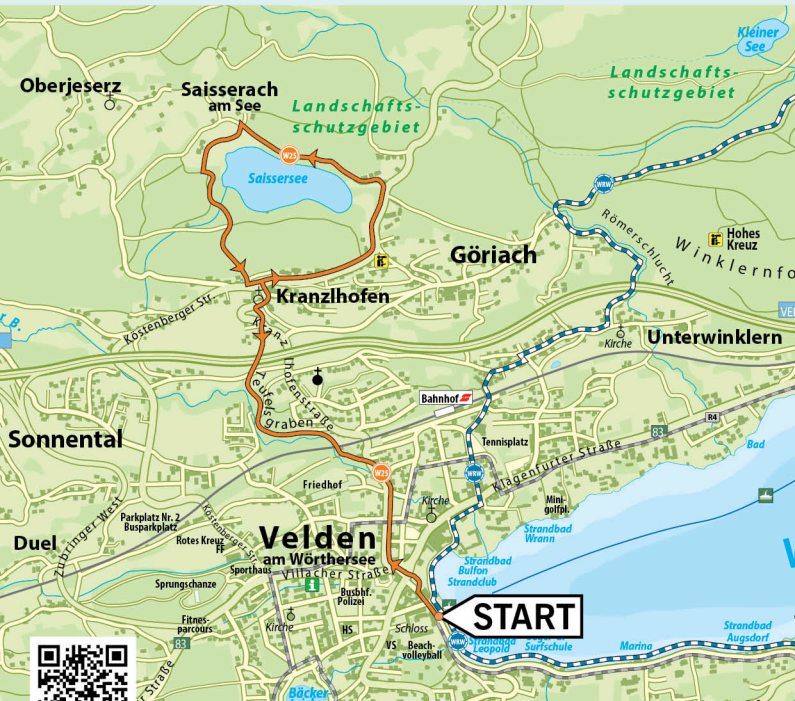 Kleiner
See
Oberjeserz
Saisserach
am See
Landschafts-
schutzgebiet
Landschafts-
schutzgebiet
W25
Saissersee
WRW
Römerschlucht
Hohes
Kreuz
Göriach
Kranzlhofen
Köstenberger Str.
Kranz
lhofenstraße
Teufelsgraben
Kirche
Unterwinklern
Bahnhof
R4
83
Sonnental
Tennisplatz
Klagenfurter Straße
Bad
W25
WRW
Friedhof
Kirche
Mini-
golfpl.
Zubringer West
Parkplatz Nr. 2
Busparkplatz
Köstenberger Str.
Velden
am Wörthersee
Strandbad
Wrann
Duel
Rotes Kreuz
FF
Sporthaus
Villacher Straße
Strandbad
Bulfon
Strandclub
Sprungschanze
i
Busbhf.
Polizei
START
Fitnes-
parcours
Kirche
HS
Schloss
VS
Beach-
volleyball
WRW
Strandbad
Leopold
Surfschule
Marina
Strandbad
Augsdorf
83
Bäcker-